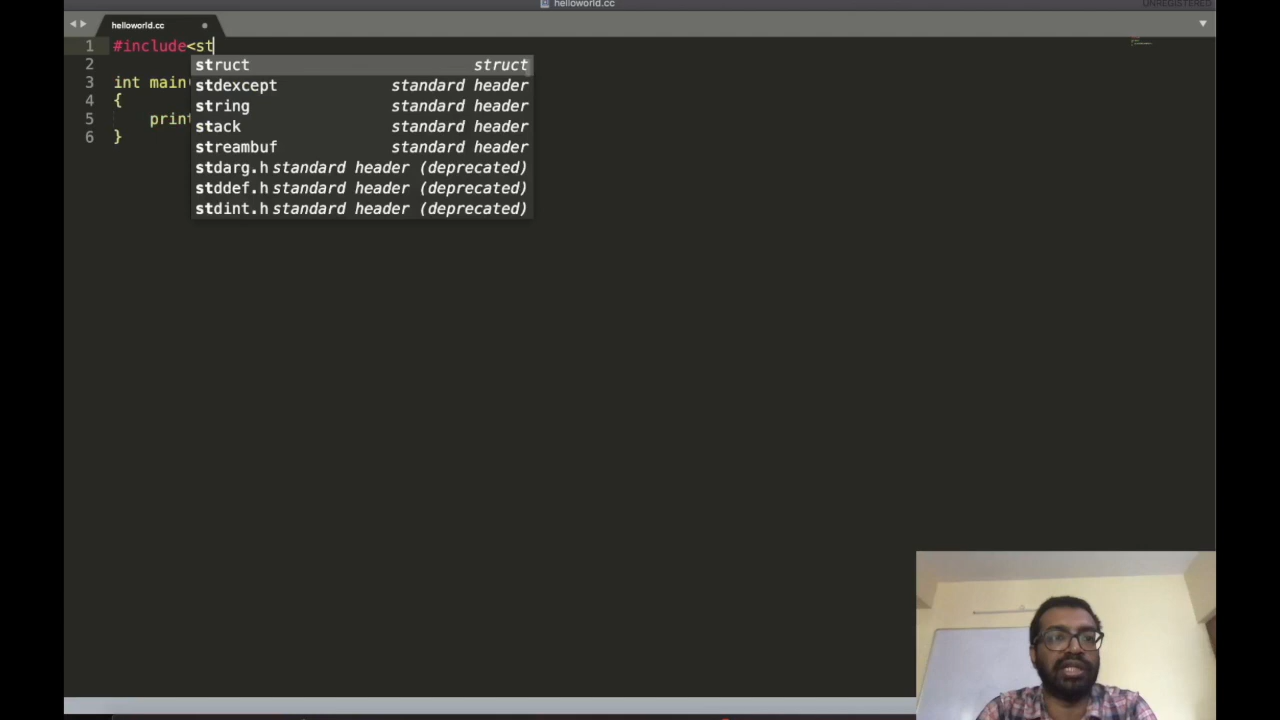 helloworld.cc
UNREGISTERED
helloworld.cc
1 #include<st
2
3 int main
4 {
5 print
6 }
struct struct
stdexcept standard header
string standard header
stack standard header
streambuf standard header
stdarg.h standard header (deprecated)
stddef.h standard header (deprecated)
stdint.h standard header (deprecated)